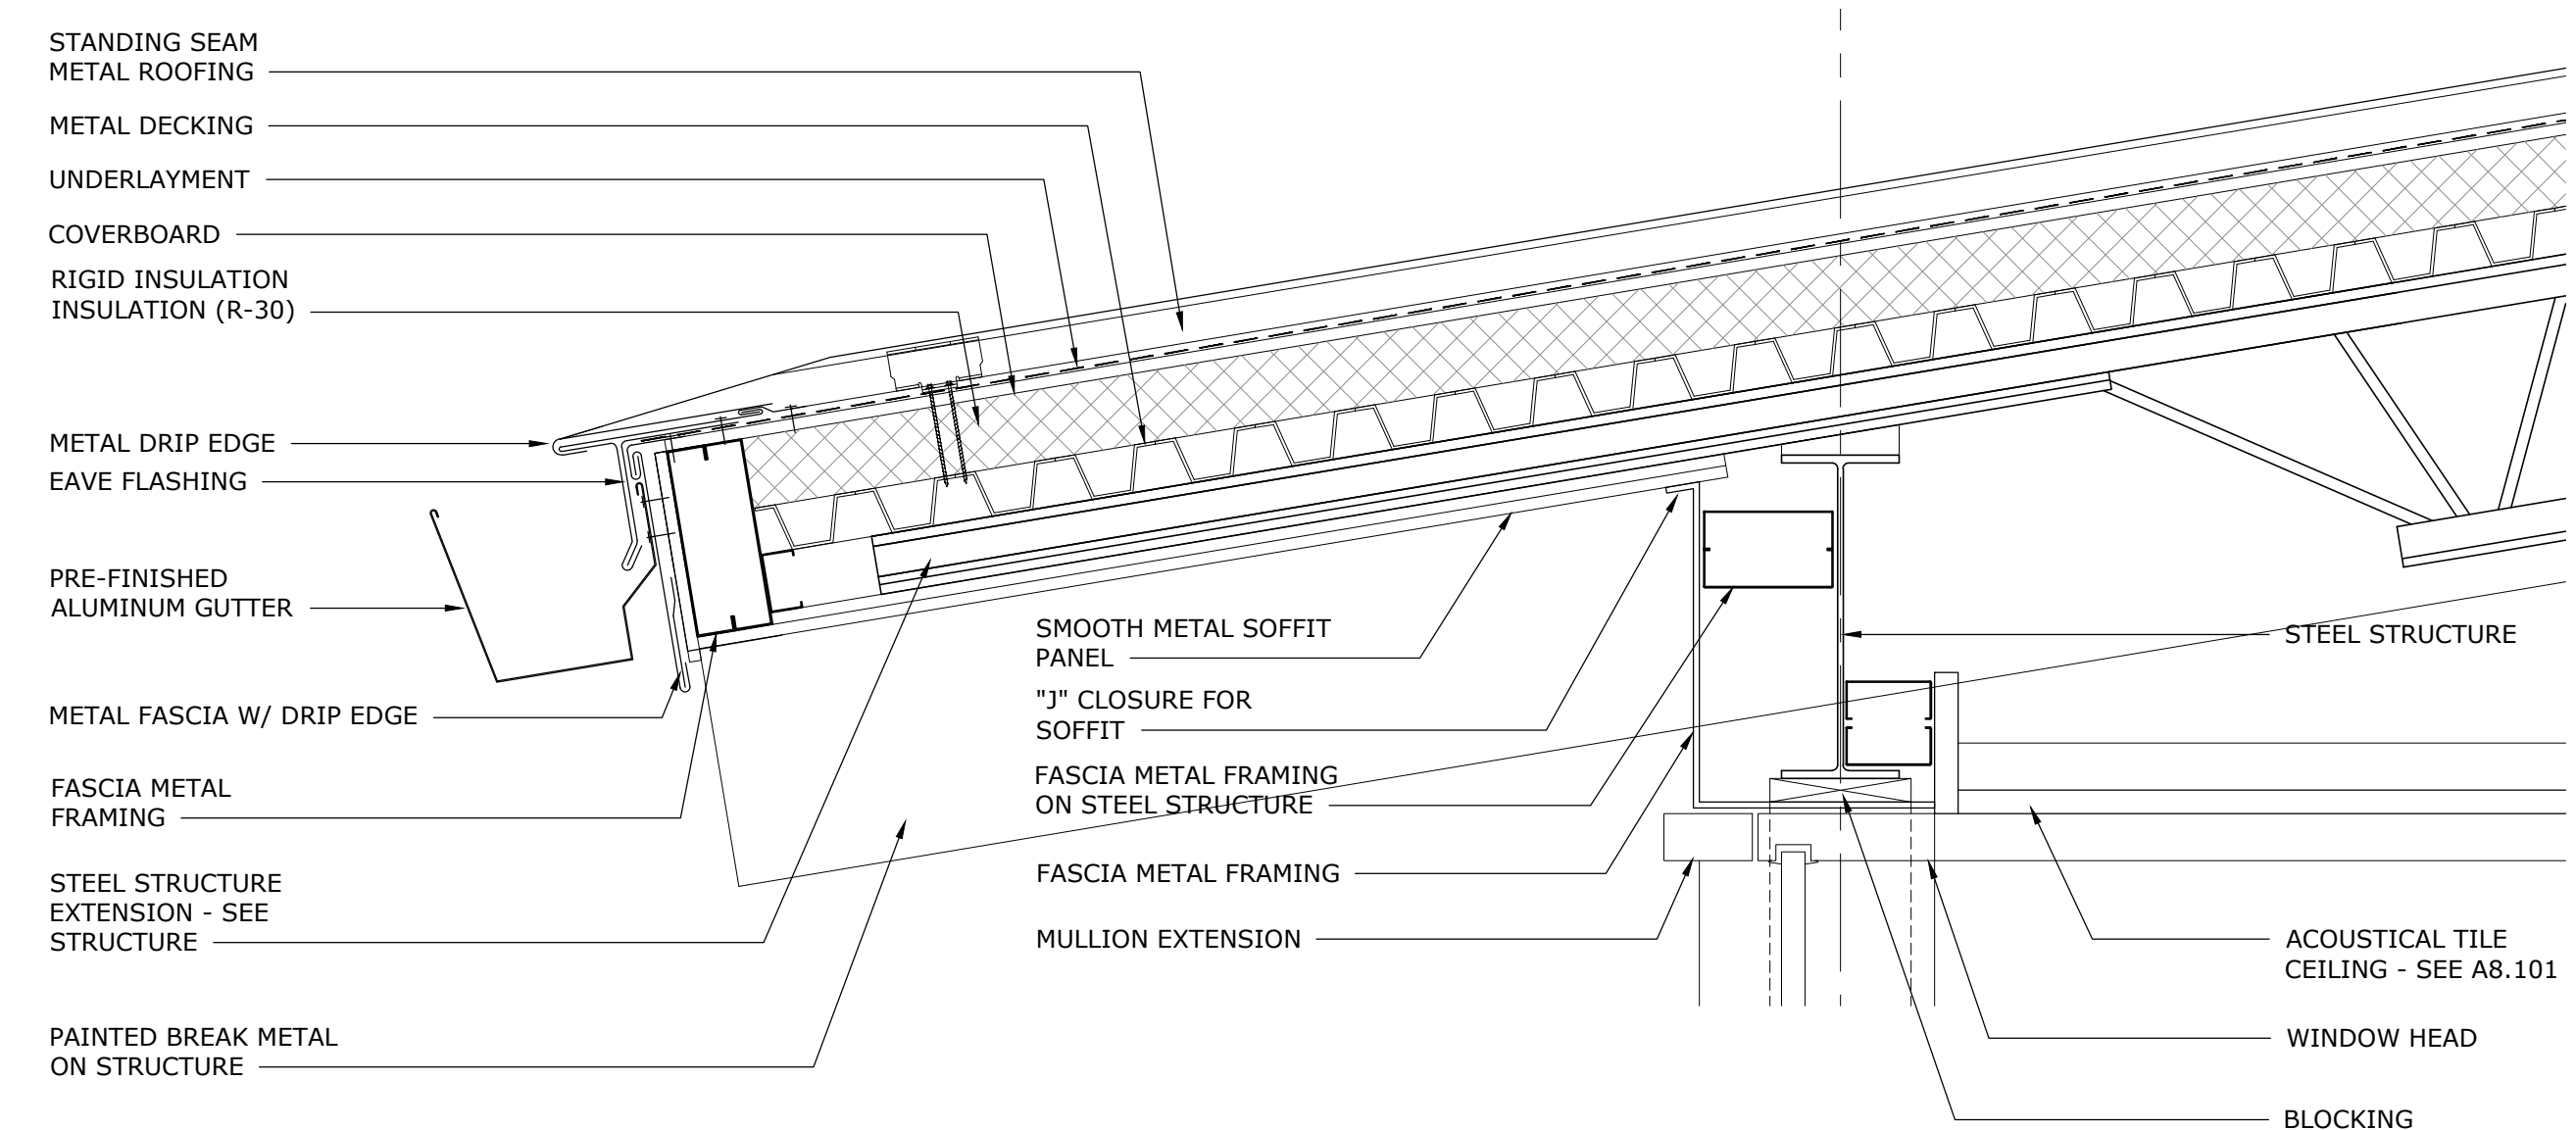 STANDING SEAM
METAL ROOFING
METAL DECKING
UNDERLAYMENT
COVERBOARD
RIGID INSULATION
INSULATION (R-30)
METAL DRIP EDGE
EAVE FLASHING
PRE-FINISHED
ALUMINUM GUTTER
METAL FASCIA W/ DRIP EDGE
FASCIA METAL
FRAMING
STEEL STRUCTURE
EXTENSION - SEE
STRUCTURE
PAINTED BREAK METAL
ON STRUCTURE
SMOOTH METAL SOFFIT
PANEL
"J" CLOSURE FOR
SOFFIT
FASCIA METAL FRAMING
ON STEEL STRUCTURE
FASCIA METAL FRAMING
MULLION EXTENSION
STEEL STRUCTURE
ACOUSTICAL TILE
CEILING - SEE A8.101
WINDOW HEAD
BLOCKING